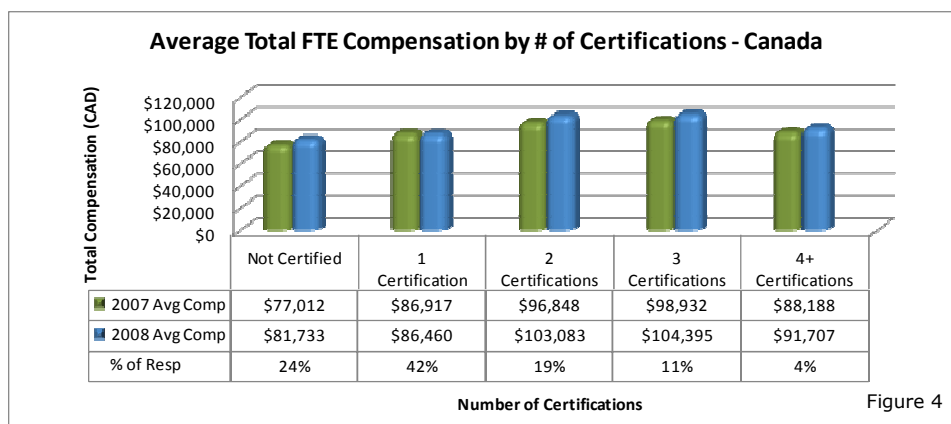 Average Total FTE Compensation by # of Certifications - Canada
Total Compensation (CAD)
$120,000
$100,000
$80,000
$60,000
$40,000
$20,000
$0
Not Certified 1 Certification 2 Certifications 3 Certifications 4+ Certifications
2007 Avg Comp $77,012 $86,917 $96,848 $98,932 $88,188
2008 Avg Comp $81,733 $86,460 $103,083 $104,395 $91,707
% of Resp 24% 42% 19% 11% 4%
Number of Certifications
Figure 4